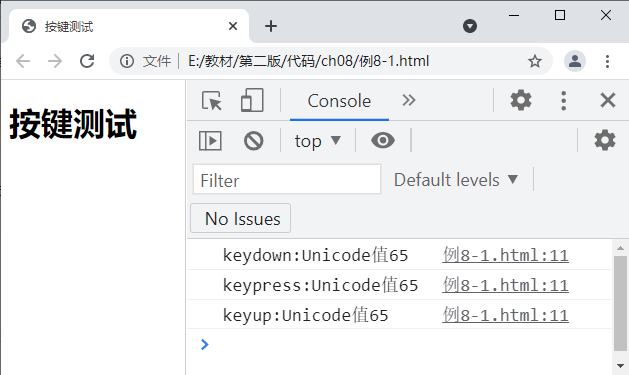 按键测试
文件 E:/教材/第二版/代码/ch08/例8-1.html
按键测试
Console
top
Filter Default levels
No Issues
keydown:Unicode值65 例8-1.html:11
keypress:Unicode值65 例8-1.html:11
keyup:Unicode值65 例8-1.html:11